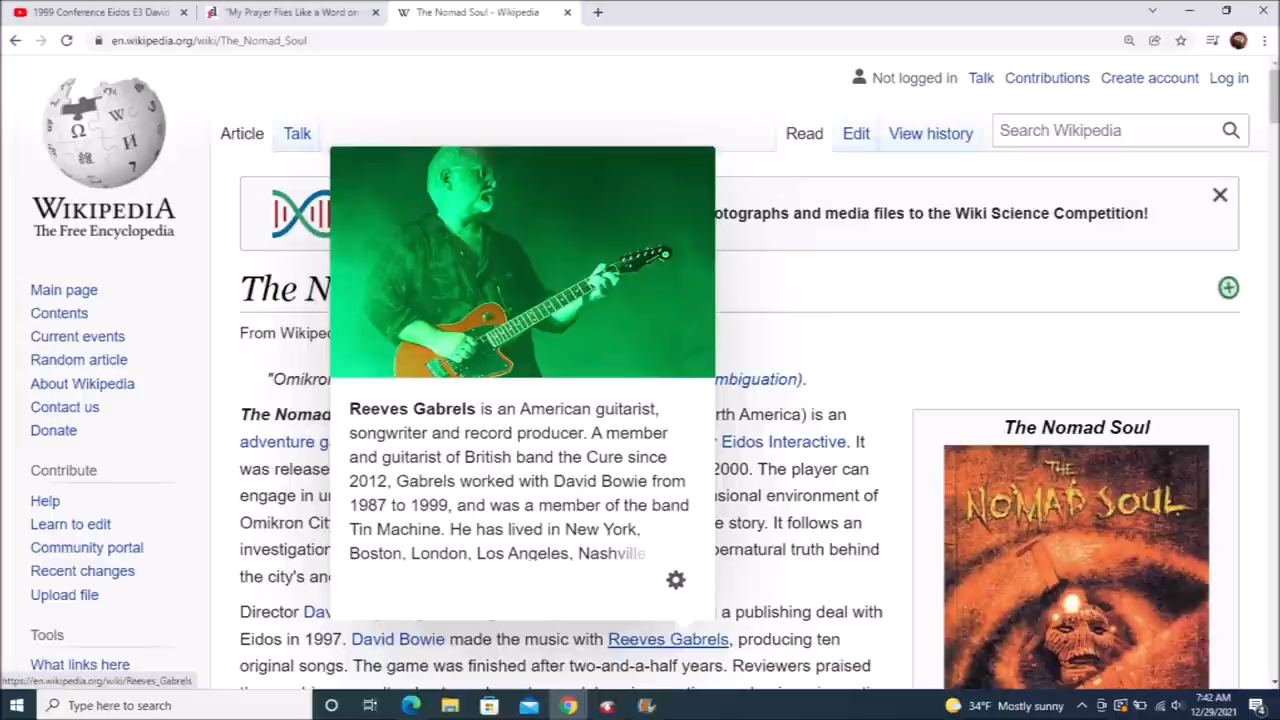 1999 Conference Eidos E3 David
"My Prayer Flies Like a Word on
The Nomad Soul - Wikipedia
en.wikipedia.org/wiki/The_Nomad_Soul
Not logged in Talk Contributions Create account Log in
Article Talk Read Edit View history Search Wikipedia
WIKIPEDIA
The Free Encyclopedia
otographs and media files to the Wiki Science Competition!
Main page
Contents
Current events
Random article
About Wikipedia
Contact us
Donate
Contribute
Help
Learn to edit
Community portal
Recent changes
Upload file
Tools
What links here
https://en.wikipedia.org/wiki/Reeves_Gabrels
The N
From Wikiped
"Omikron mbiguation).
The Nomad rth America) is an
adventure g Eidos Interactive. It
was release 2000. The player can
engage in u sional environment of
Omikron City e story. It follows an
investigation pernatural truth behind
the city's an
Director Dav a publishing deal with
Eidos in 1997. David Bowie made the music with Reeves Gabrels, producing ten
original songs. The game was finished after two-and-a-half years. Reviewers praised
Reeves Gabrels is an American guitarist,
songwriter and record producer. A member
and guitarist of British band the Cure since
2012, Gabrels worked with David Bowie from
1987 to 1999, and was a member of the band
Tin Machine. He has lived in New York,
Boston, London, Los Angeles, Nashville
The Nomad Soul
THE
NOMAD SOUL
Type here to search
34°F Mostly sunny
7:42 AM
12/29/2021
4